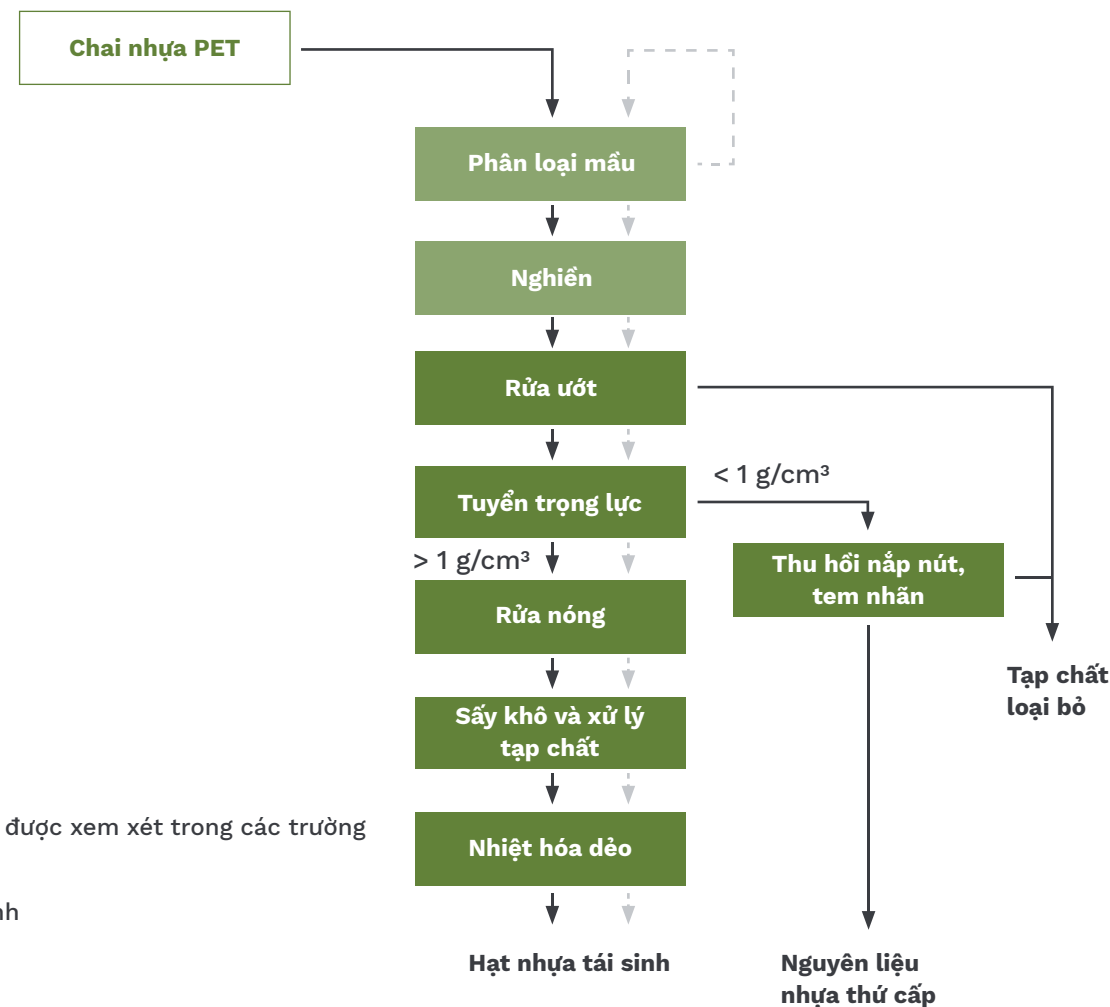 Chai nhựa PET
Phân loại mầu
Nghiền
Rửa ướt
Tuyển trọng lực
< 1 g/cm³
> 1 g/cm³
Thu hồi nắp nút,
tem nhãn
Rửa nóng
Tạp chất
loại bỏ
Sấy khô và xử lý
tạp chất
được xem xét trong các trường
Nhiệt hóa dẻo
nh
Hạt nhựa tái sinh
Nguyên liệu
nhựa thứ cấp